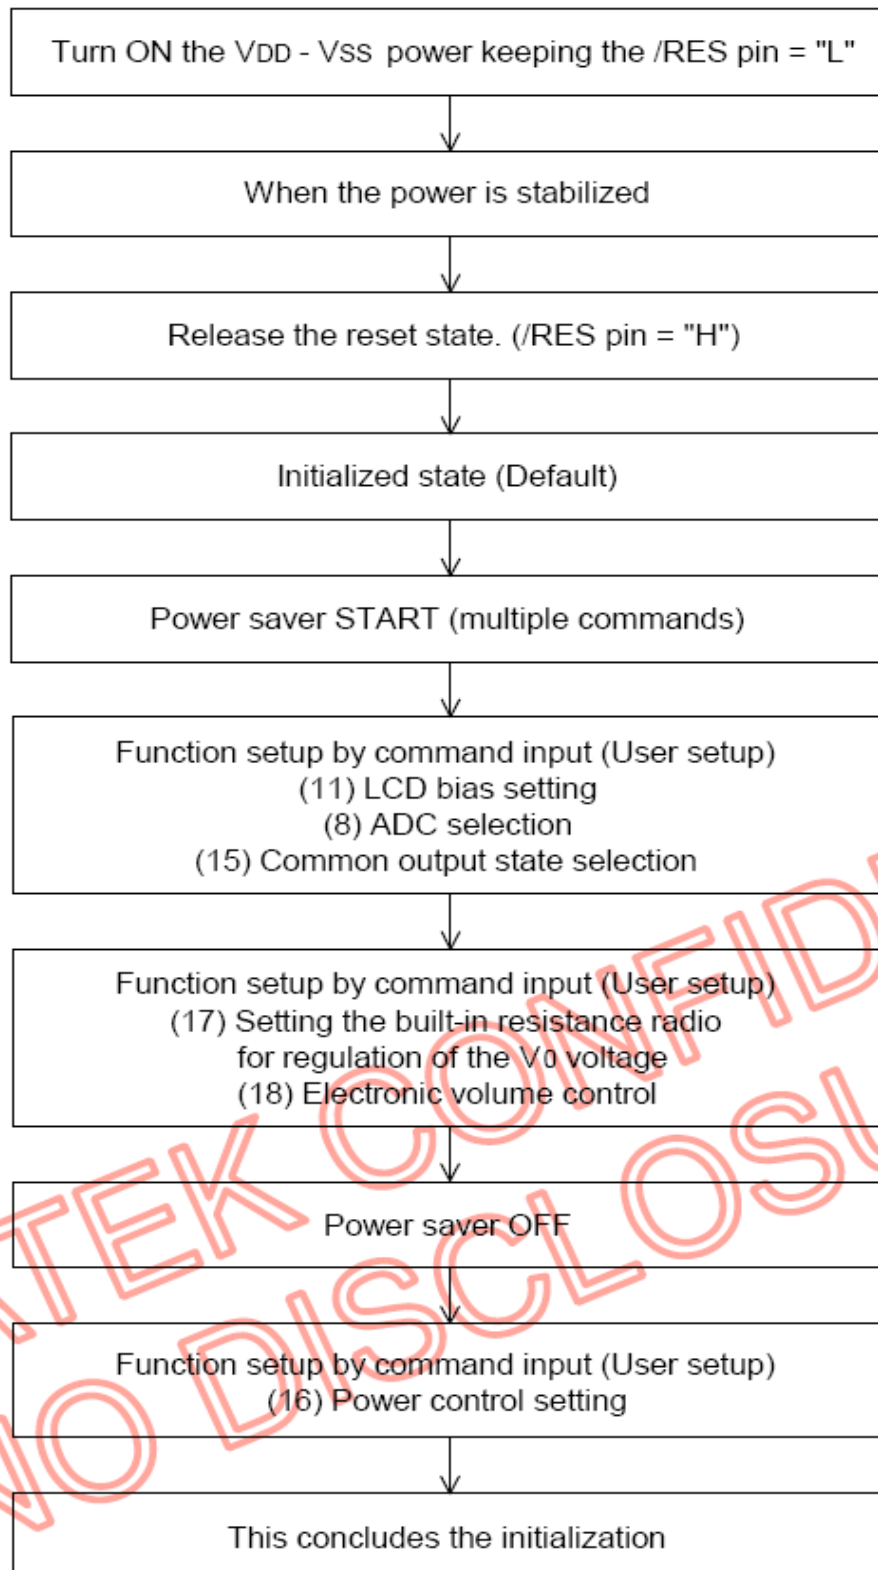 Turn ON the VDD - VSS power keeping the /RES pin = "L"
When the power is stabilized
Release the reset state. (/RES pin = "H")
Initialized state (Default)
Power saver START (multiple commands)
Function setup by command input (User setup)
(11) LCD bias setting
(8) ADC selection
(15) Common output state selection
Function setup by command input (User setup)
(17) Setting the built-in resistance radio
for regulation of the V0 voltage
(18) Electronic volume control
Power saver OFF
Function setup by command input (User setup)
(16) Power control setting
This concludes the initialization
ATEK CONFID
NO DISCLOSU